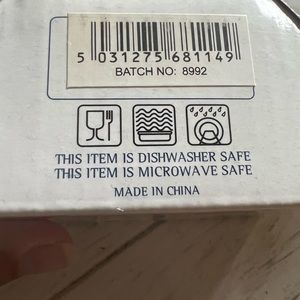 5 031275 681149
BATCH NO: 8992
THIS ITEM IS DISHWASHER SAFE
THIS ITEM IS MICROWAVE SAFE
MADE IN CHINA